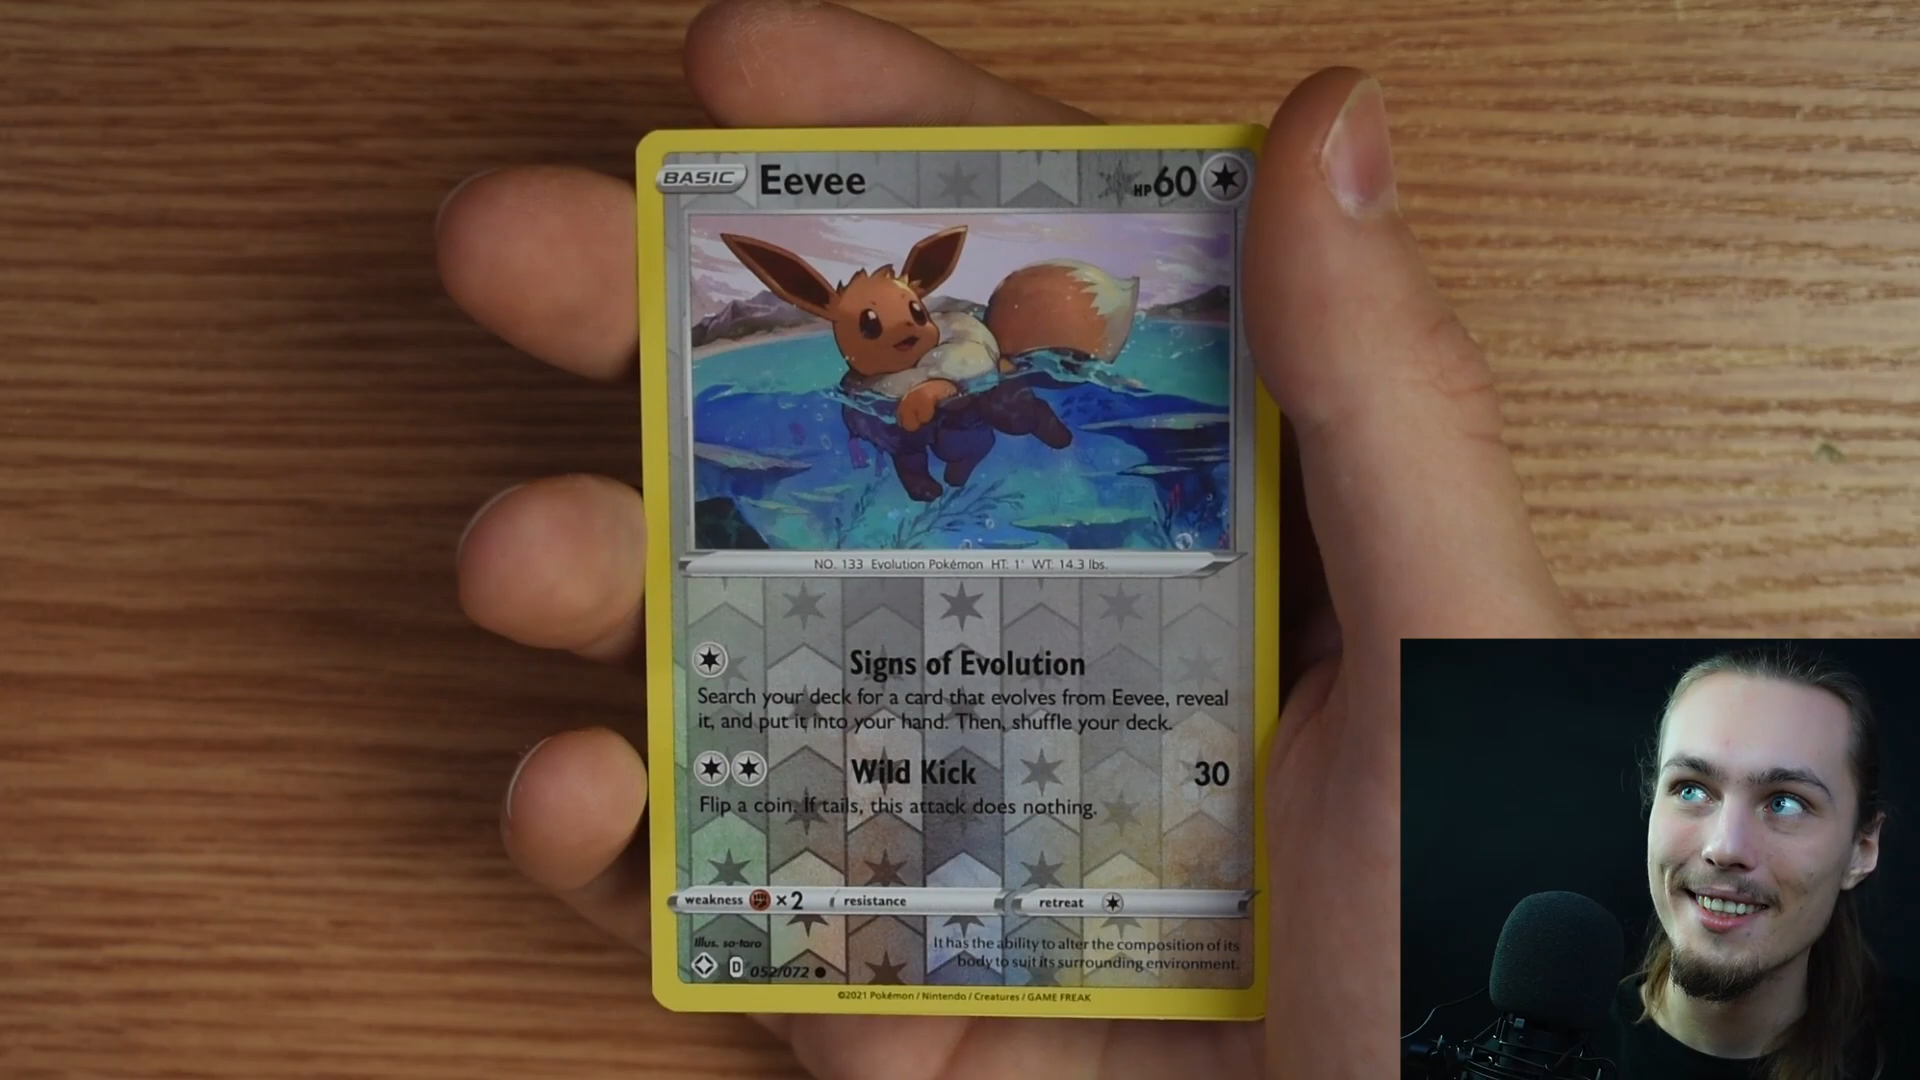 BASIC Eevee HP 60
NO. 133 Evolution Pokémon HT: 1' WT: 14.3 lbs.
Signs of Evolution
Search your deck for a card that evolves from Eevee, reveal
it, and put it into your hand. Then, shuffle your deck.
Wild Kick 30
Flip a coin. If tails, this attack does nothing.
weakness ×2 resistance retreat
Illus. so-taro
It has the ability to alter the composition of its
body to suit its surrounding environment.
D 052/072
©2021 Pokémon / Nintendo / Creatures / GAME FREAK